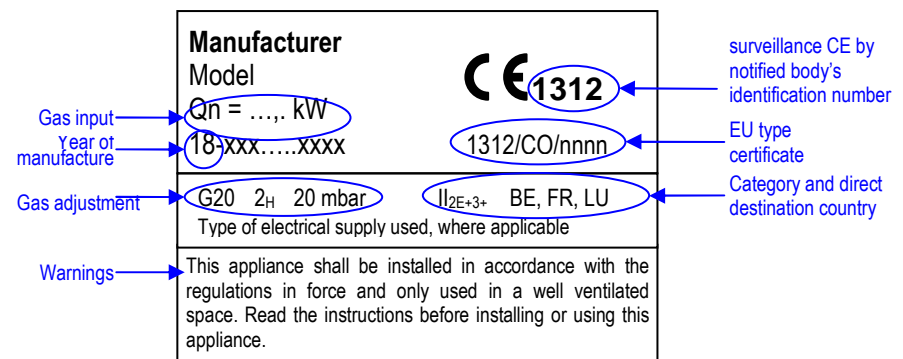 Manufacturer
Model
Qn = ...,. kW
18-xxx.....xxxx
CE 1312
1312/CO/nnnn
G20 2H 20 mbar
II2E+3+ BE, FR, LU
Type of electrical supply used, where applicable
This appliance shall be installed in accordance with the
regulations in force and only used in a well ventilated
space. Read the instructions before installing or using this
appliance.
Gas input
Year of
manufacture
Gas adjustment
Warnings
surveillance CE by
notified body's
identification number
EU type
certificate
Category and direct
destination country